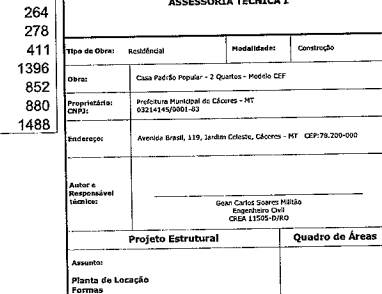 ASSESSORIA TÉCNICA I
264
278
411
1396
852
880
1488
Tipo de Obra: Residêncial Modalidade: Construção
Obra: Casa Padrão Popular - 2 Quartos - Modelo CEF
Proprietário: Prefeitura Municipal de Cáceres - MT
CNPJ: 03214145/0001-83
Endereço: Avenida Brasil, 119, Jardim Celeste, Cáceres - MT CEP:78.200-000
Autor e
Responsável
técnico:
Gean Carlos Soares Militão
Engenheiro Civil
CREA 11505-D/RO
Projeto Estrutural Quadro de Áreas
Assunto:
Planta de Locação
Formas